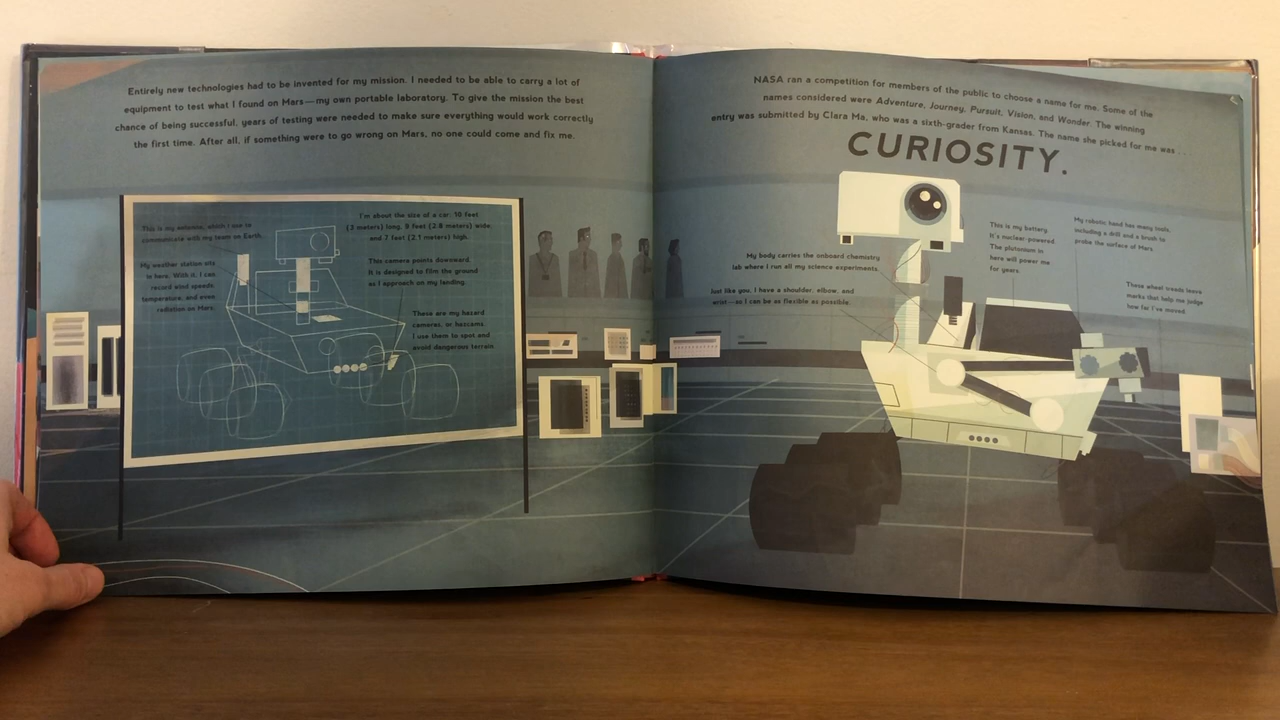 Entirely new technologies had to be invented for my mission. I needed to be able to carry a lot of
equipment to test what I found on Mars—my own portable laboratory. To give the mission the best
chance of being successful, years of testing were needed to make sure everything would work correctly
the first time. After all, if something were to go wrong on Mars, no one could come and fix me.
This is my antenna, which I use to
communicate with my team on Earth.
My weather station sits
in here. With it, I can
record wind speeds,
temperature, and even
radiation on Mars.
I'm about the size of a car: 10 feet
(3 meters) long, 9 feet (2.8 meters) wide,
and 7 feet (2.1 meters) high.
This camera points downward.
It is designed to film the ground
as I approach my landing.
These are my hazard
cameras, or hazcams.
I use them to spot and
avoid dangerous terrain.
NASA ran a competition for members of the public to choose a name for me. Some of the
names considered were Adventure, Journey, Pursuit, Vision, and Wonder. The winning
entry was submitted by Clara Ma, who was a sixth-grader from Kansas. The name she picked for me was . . .
CURIOSITY.
My body carries the onboard chemistry
lab where I run all my science experiments.
Just like you, I have a shoulder, elbow, and
wrist—so I can be as flexible as possible.
This is my battery.
It's nuclear-powered.
The plutonium in
here will power me
for years.
My robotic hand has many tools,
including a drill and a brush to
probe the surface of Mars.
These wheel treads leave
marks that help me judge
how far I've moved.